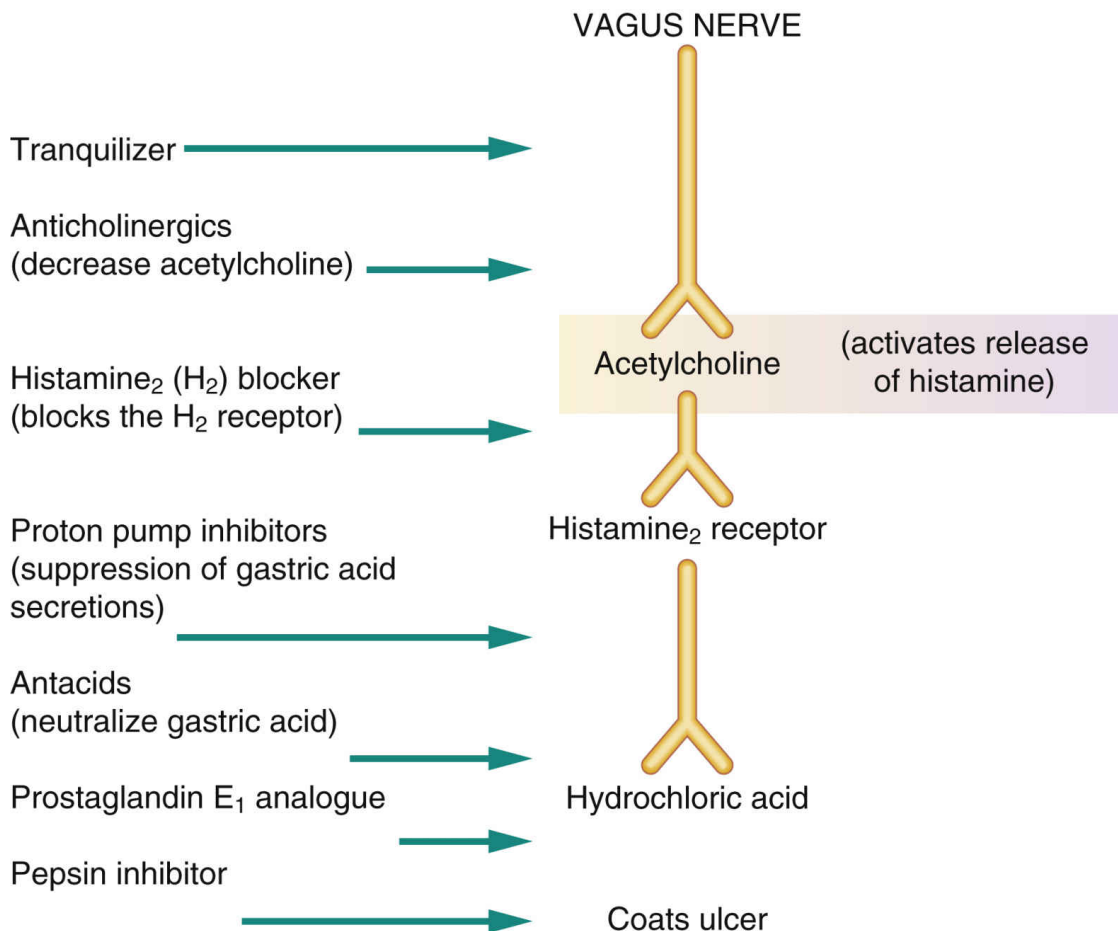 VAGUS NERVE
Tranquilizer
Anticholinergics
(decrease acetylcholine)
Acetylcholine
(activates release
of histamine)
Histamine₂ (H₂) blocker
(blocks the H₂ receptor)
Histamine₂ receptor
Proton pump inhibitors
(suppression of gastric acid
secretions)
Antacids
(neutralize gastric acid)
Hydrochloric acid
Prostaglandin E₁ analogue
Pepsin inhibitor
Coats ulcer